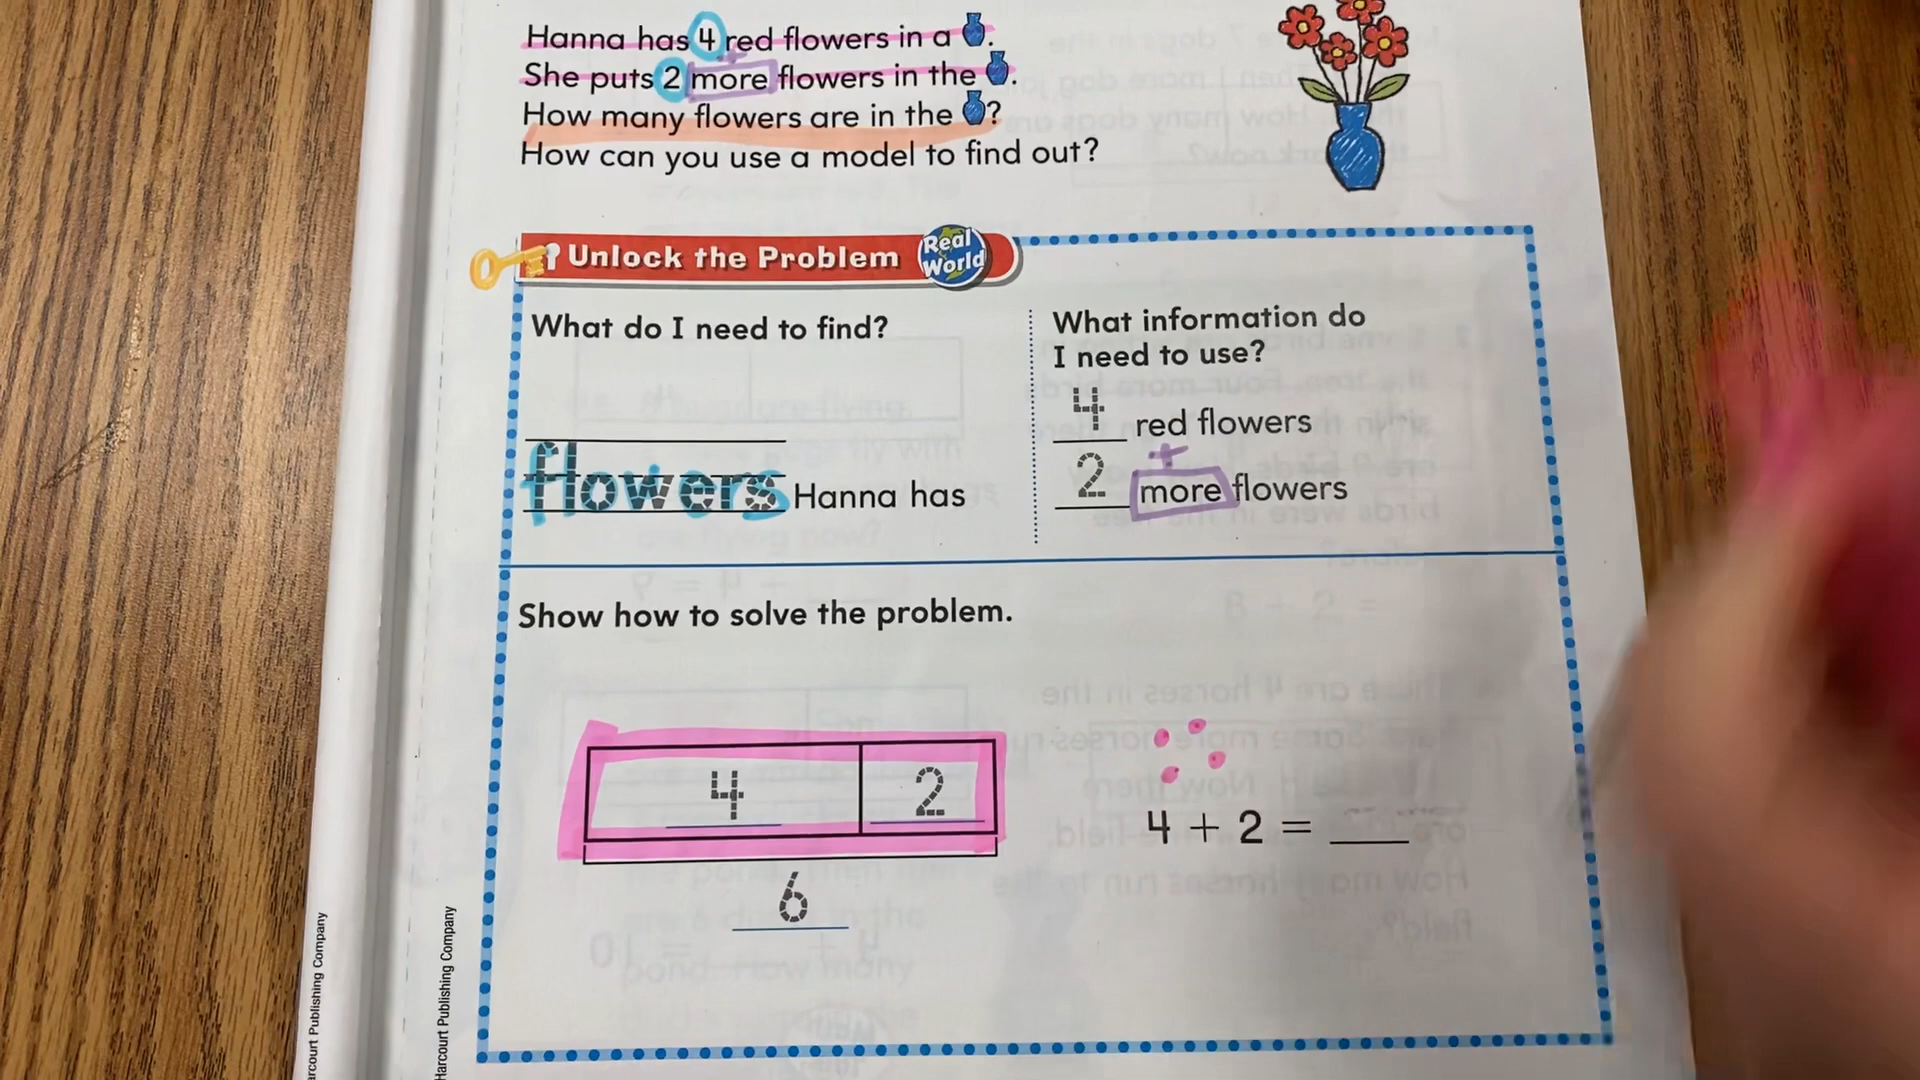 Hanna has 4 red flowers in a .
She puts 2 more flowers in the .
How many flowers are in the ?
How can you use a model to find out?
Unlock the Problem
Real
World
What do I need to find?
flowers Hanna has
What information do
I need to use?
4 red flowers
+
2 more flowers
Show how to solve the problem.
4 2
6
4 + 2 = ___
arcourt Publishing Company
Harcourt Publishing Company